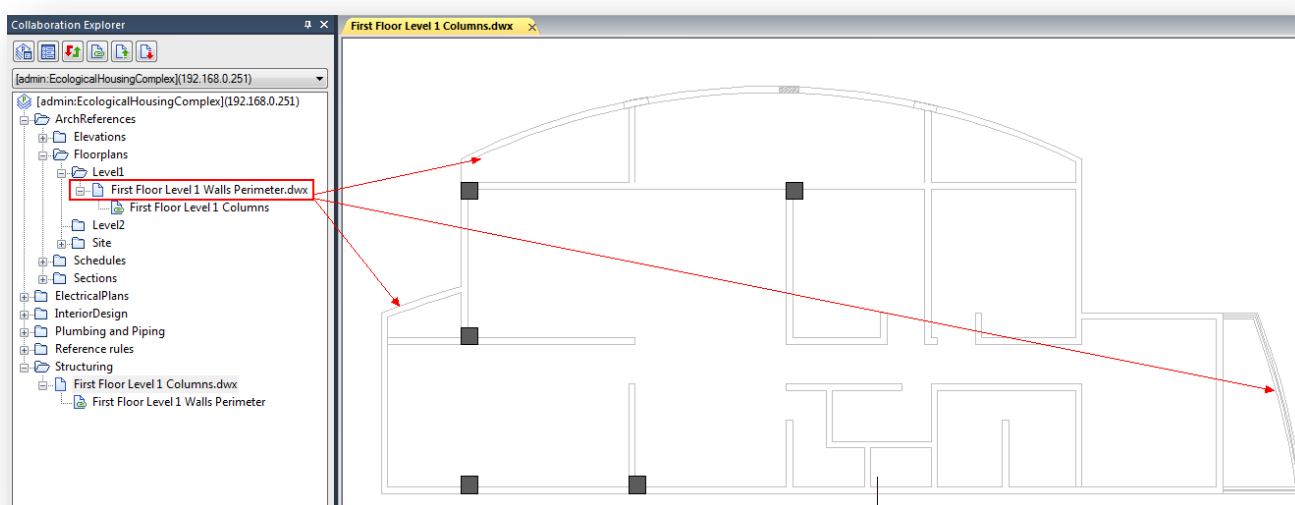 Collaboration Explorer
First Floor Level 1 Columns.dwx
[admin:EcologicalHousingComplex](192.168.0.251)
[admin:EcologicalHousingComplex](192.168.0.251)
ArchReferences
Elevations
Floorplans
Level1
First Floor Level 1 Walls Perimeter.dwx
First Floor Level 1 Columns
Level2
Site
Schedules
Sections
ElectricalPlans
InteriorDesign
Plumbing and Piping
Reference rules
Structuring
First Floor Level 1 Columns.dwx
First Floor Level 1 Walls Perimeter